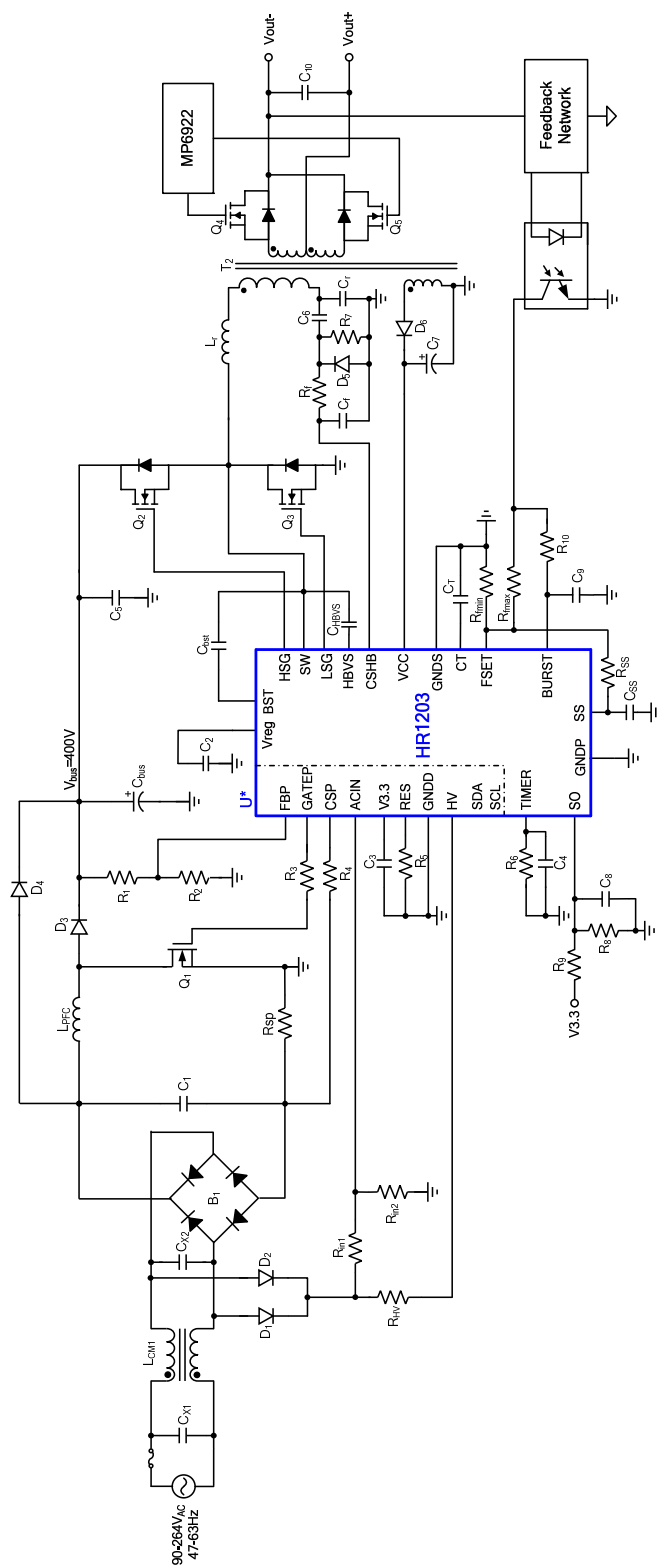 90-264VAC
47-63Hz
CX1
LCM1
CX2
D1
D2
B1
RHV
Rin1
Rin2
C1
LPFC
D4
D3
Q1
Rsp
R1
R2
R3
R4
Vbus=400V
Cbus
C2
C5
Cbst
CHBVS
Q2
Q3
Lr
T2
Q4
Q5
MP6922
C10
Vout-
Vout+
C6
Cr
R7
D5
Rf
Cf
D6
C7
U*
HR1203
Vreg
BST
FBP
GATEP
CSP
ACIN
V3.3
RES
GNDD
HV
SDA
SCL
TIMER
SO
GNDP
SS
HSG
SW
LSG
HBVS
CSHB
VCC
GNDS
CT
FSET
BURST
C3
R5
R6
C4
V3.3
R9
R8
C8
CSS
RSS
CT
Rfmin
Rfmax
R10
C9
Feedback
Network